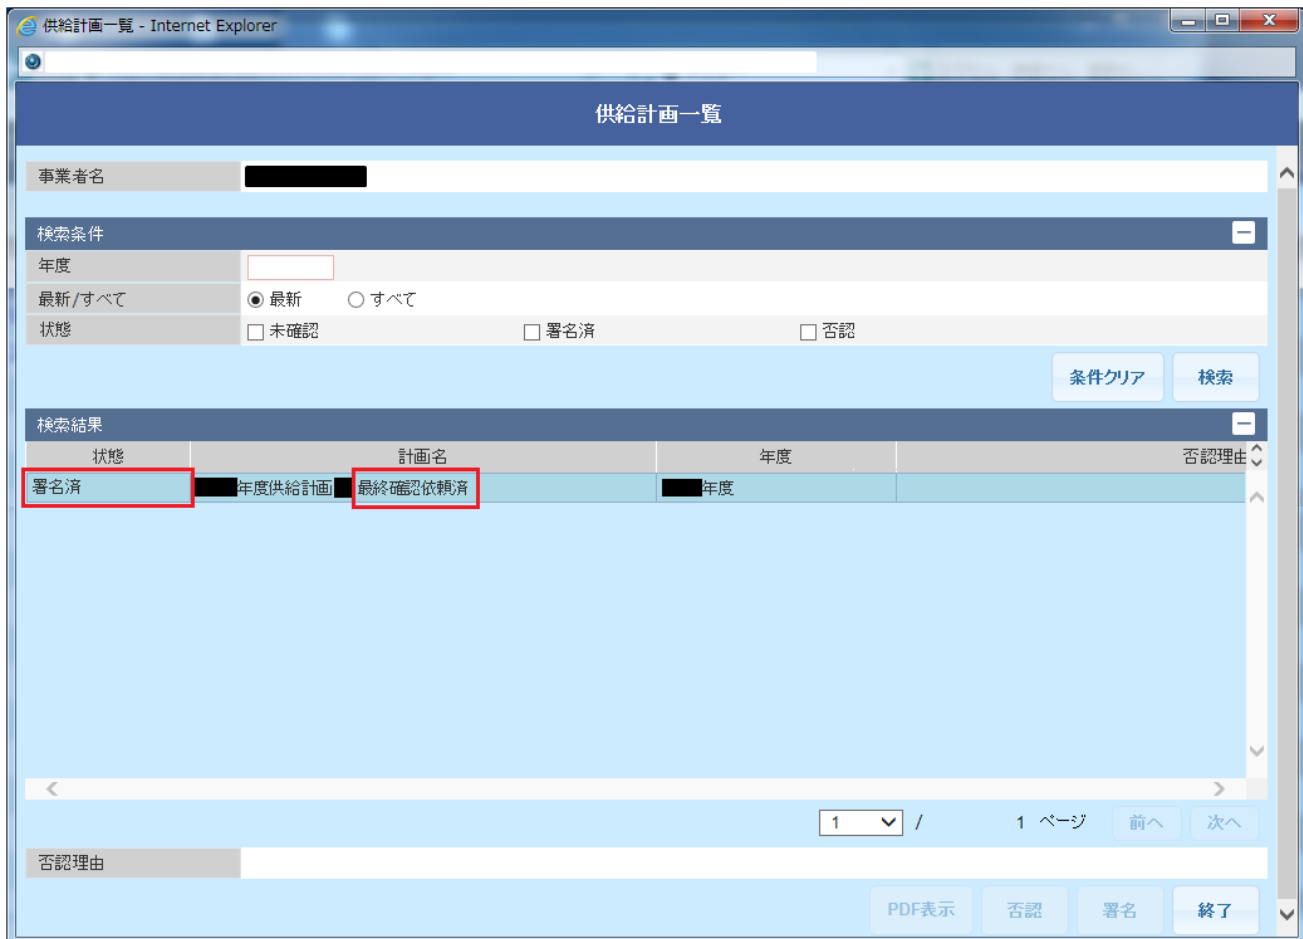 供給計画一覧 - Internet Explorer
供給計画一覧
事業者名
検索条件
年度
最新/すべて 最新 すべて
状態 未確認 署名済 否認
条件クリア 検索
検索結果
状態 計画名 年度 否認理由
署名済 年度供給計画 最終確認依頼済 年度
1 / 1 ページ 前へ 次へ
否認理由
PDF表示 否認 署名 終了